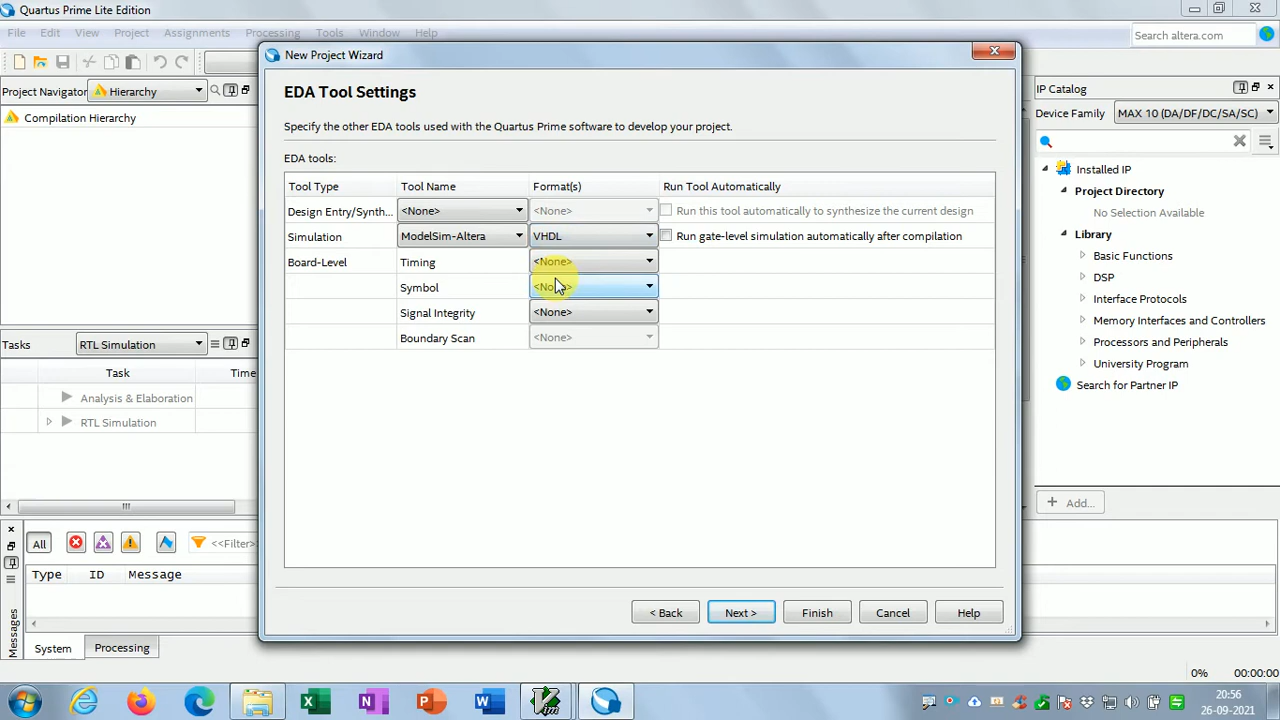 Quartus Prime Lite Edition
File Edit View Project Assignments Processing Tools Window Help
Search altera.com
New Project Wizard
Project Navigator Hierarchy
Compilation Hierarchy
Tasks RTL Simulation
Task Time
Analysis & Elaboration
RTL Simulation
EDA Tool Settings
Specify the other EDA tools used with the Quartus Prime software to develop your project.
EDA tools:
Tool Type Tool Name Format(s) Run Tool Automatically
Design Entry/Synth... <None> <None> Run this tool automatically to synthesize the current design
Simulation ModelSim-Altera VHDL Run gate-level simulation automatically after compilation
Board-Level Timing <None>
Symbol <None>
Signal Integrity <None>
Boundary Scan <None>
< Back Next > Finish Cancel Help
IP Catalog
Device Family MAX 10 (DA/DF/DC/SA/SC)
Installed IP
Project Directory
No Selection Available
Library
Basic Functions
DSP
Interface Protocols
Memory Interfaces and Controllers
Processors and Peripherals
University Program
Search for Partner IP
+ Add...
All <<Filter>>
Type ID Message
Messages
System Processing
0% 00:00:00
20:56
26-09-2021